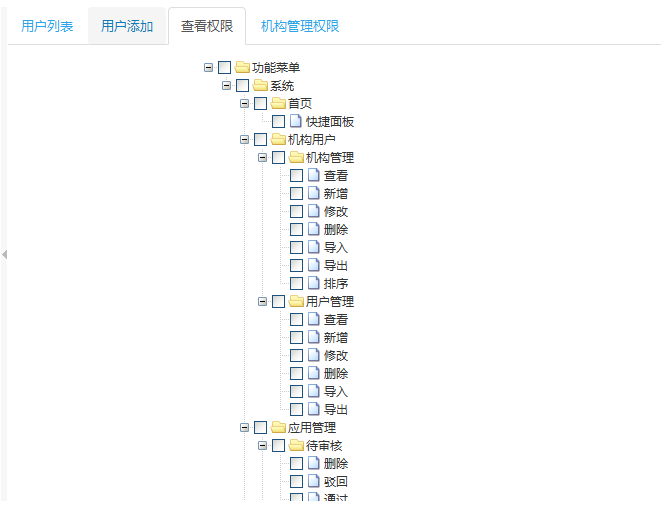 用户列表 用户添加 查看权限 机构管理权限
功能菜单
系统
首页
快捷面板
机构用户
机构管理
查看
新增
修改
删除
导入
导出
排序
用户管理
查看
新增
修改
删除
导入
导出
应用管理
待审核
删除
驳回
通过